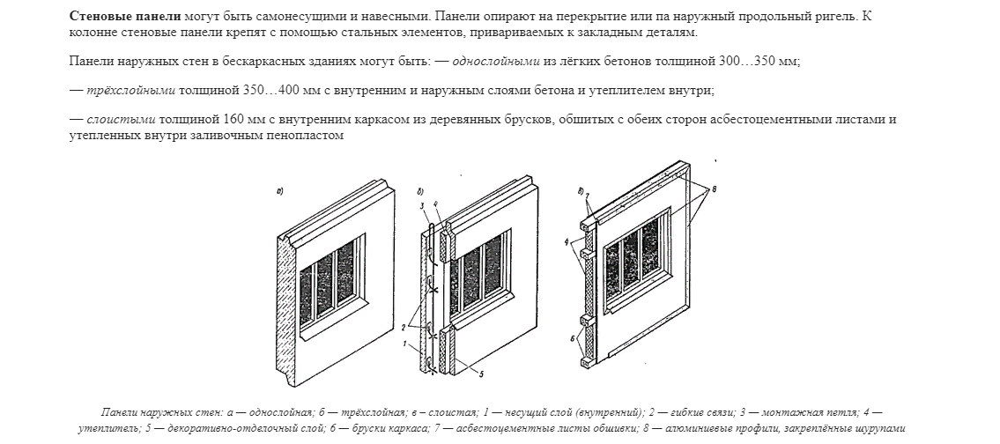 Стеновые панели могут быть самонесущими и навесными. Панели опирают на перекрытие или па наружный продольный ригель. К
колонне стеновые панели крепят с помощью стальных элементов, привариваемых к закладным деталям.
Панели наружных стен в бескаркасных зданиях могут быть: — однослойными из лёгких бетонов толщиной 300…350 мм;
— трёхслойными толщиной 350…400 мм с внутренним и наружным слоями бетона и утеплителем внутри;
— слоистыми толщиной 160 мм с внутренним каркасом из деревянных брусков, обшитых с обеих сторон асбестоцементными листами и
утепленных внутри заливочным пенопластом
а)
б)
3
4
2
1
5
в)
7
8
4
6
Панели наружных стен: а — однослойная; б — трёхслойная; в – слоистая; 1 — несущий слой (внутренний); 2 — гибкие связи; 3 — монтажная петля; 4 —
утеплитель; 5 — декоративно-отделочный слой; 6 — бруски каркаса; 7 — асбестоцементные листы обшивки; 8 — алюминиевые профили, закреплённые шурупами